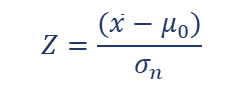 Z = (ẋ − μ₀) / σₙ